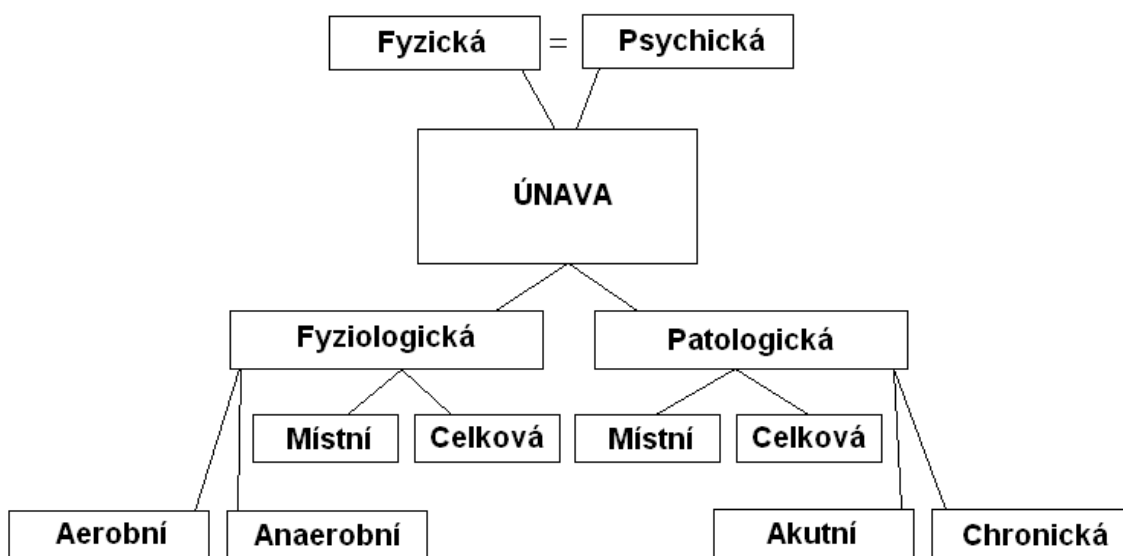 Fyzická = Psychická
ÚNAVA
Fyziologická Patologická
Místní Celková Místní Celková
Aerobní Anaerobní Akutní Chronická